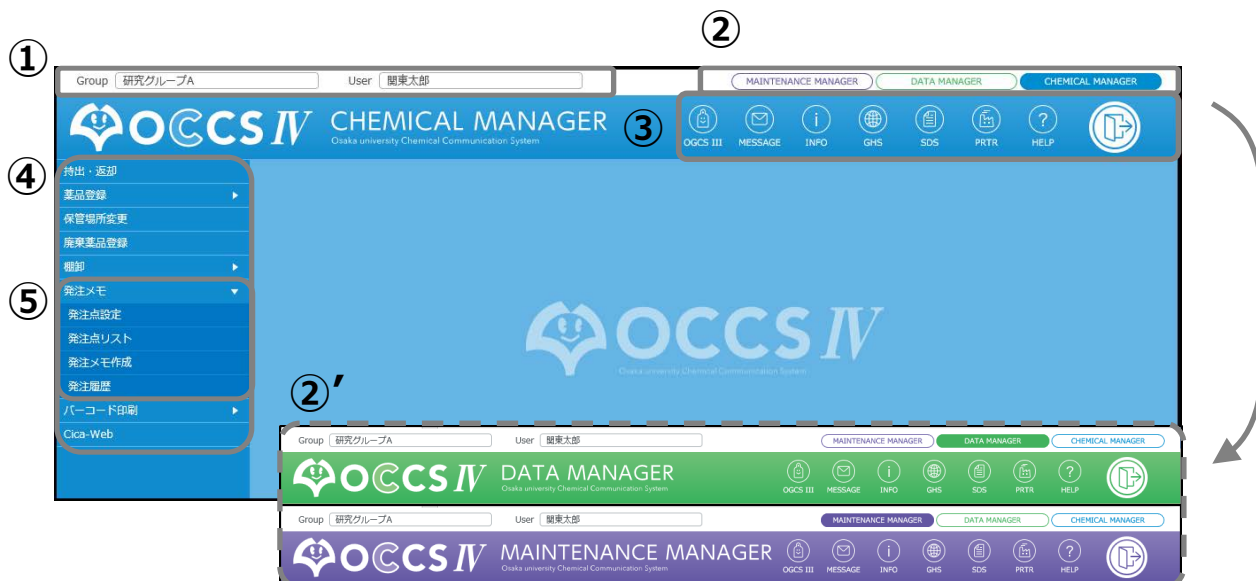 ②
①
Group 研究グループA User 関東太郎 MAINTENANCE MANAGER DATA MANAGER CHEMICAL MANAGER
OCCS IV CHEMICAL MANAGER
Osaka university Chemical Communication System
③
OGCS III MESSAGE INFO GHS SDS PRTR HELP
④
持出・返却
薬品登録
保管場所変更
廃棄薬品登録
棚卸
⑤
発注メモ
発注点設定
発注点リスト
発注メモ作成
発注履歴
バーコード印刷
Cica-Web
OCCS IV
Osaka university Chemical Communication System
②′
Group 研究グループA User 関東太郎 MAINTENANCE MANAGER DATA MANAGER CHEMICAL MANAGER
OCCS IV DATA MANAGER
Osaka university Chemical Communication System
OGCS III MESSAGE INFO GHS SDS PRTR HELP
Group 研究グループA User 関東太郎 MAINTENANCE MANAGER DATA MANAGER CHEMICAL MANAGER
OCCS IV MAINTENANCE MANAGER
Osaka university Chemical Communication System
OGCS III MESSAGE INFO GHS SDS PRTR HELP